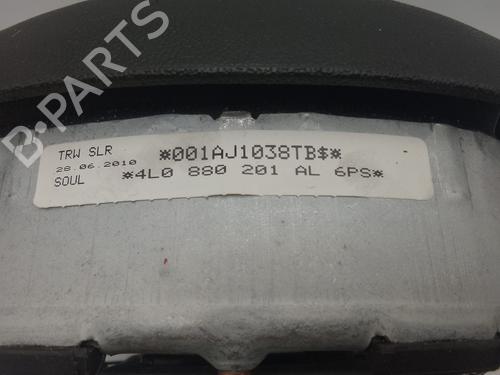 B-PARTS
TRW SLR
28.06.2010
SOUL
*001AJ1038TB$*
*4L0 880 201 AL 6PS*